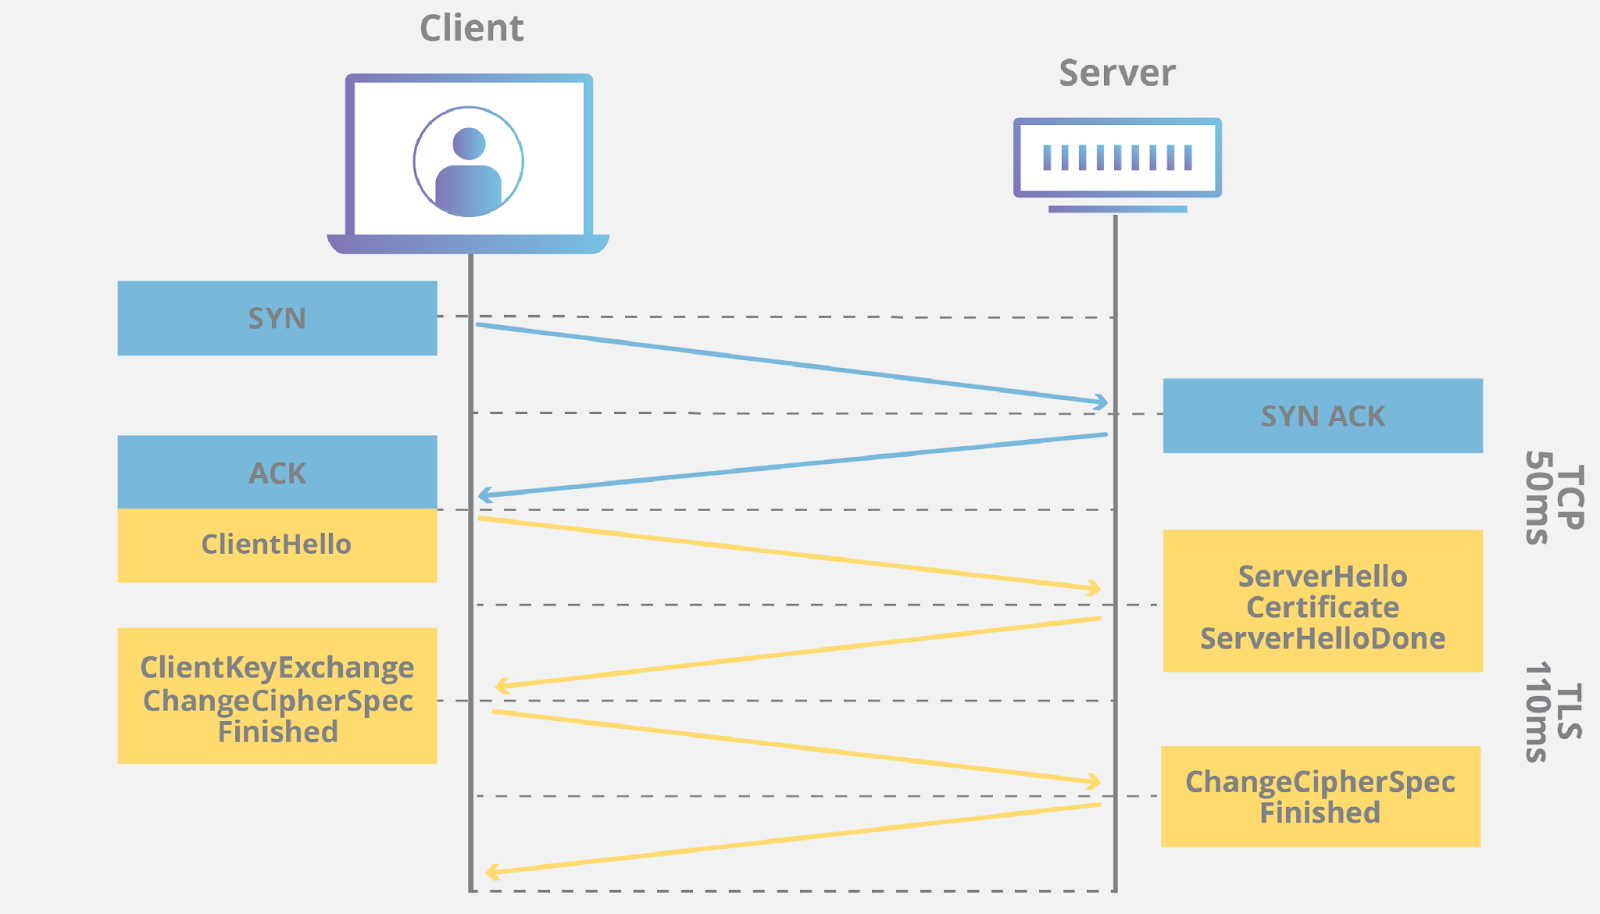 Client
Server
SYN
SYN ACK
ACK
ClientHello
ServerHello
Certificate
ServerHelloDone
ClientKeyExchange
ChangeCipherSpec
Finished
ChangeCipherSpec
Finished
TCP
50ms
TLS
110ms